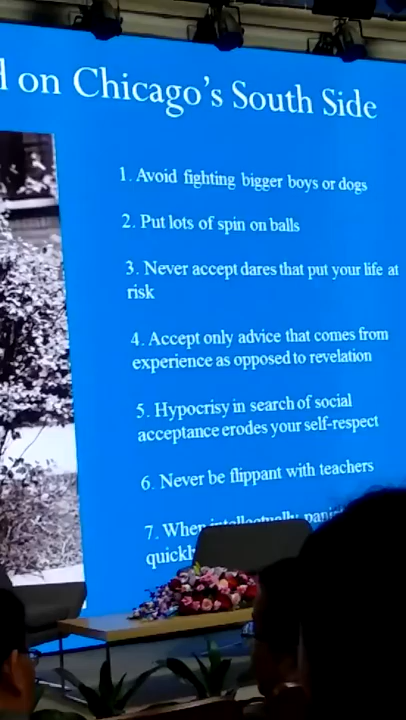 on Chicago's South Side
1. Avoid fighting bigger boys or dogs
2. Put lots of spin on balls
3. Never accept dares that put your life at
risk
4. Accept only advice that comes from
experience as opposed to revelation
5. Hypocrisy in search of social
acceptance erodes your self-respect
6. Never be flippant with teachers
7. When intellectually